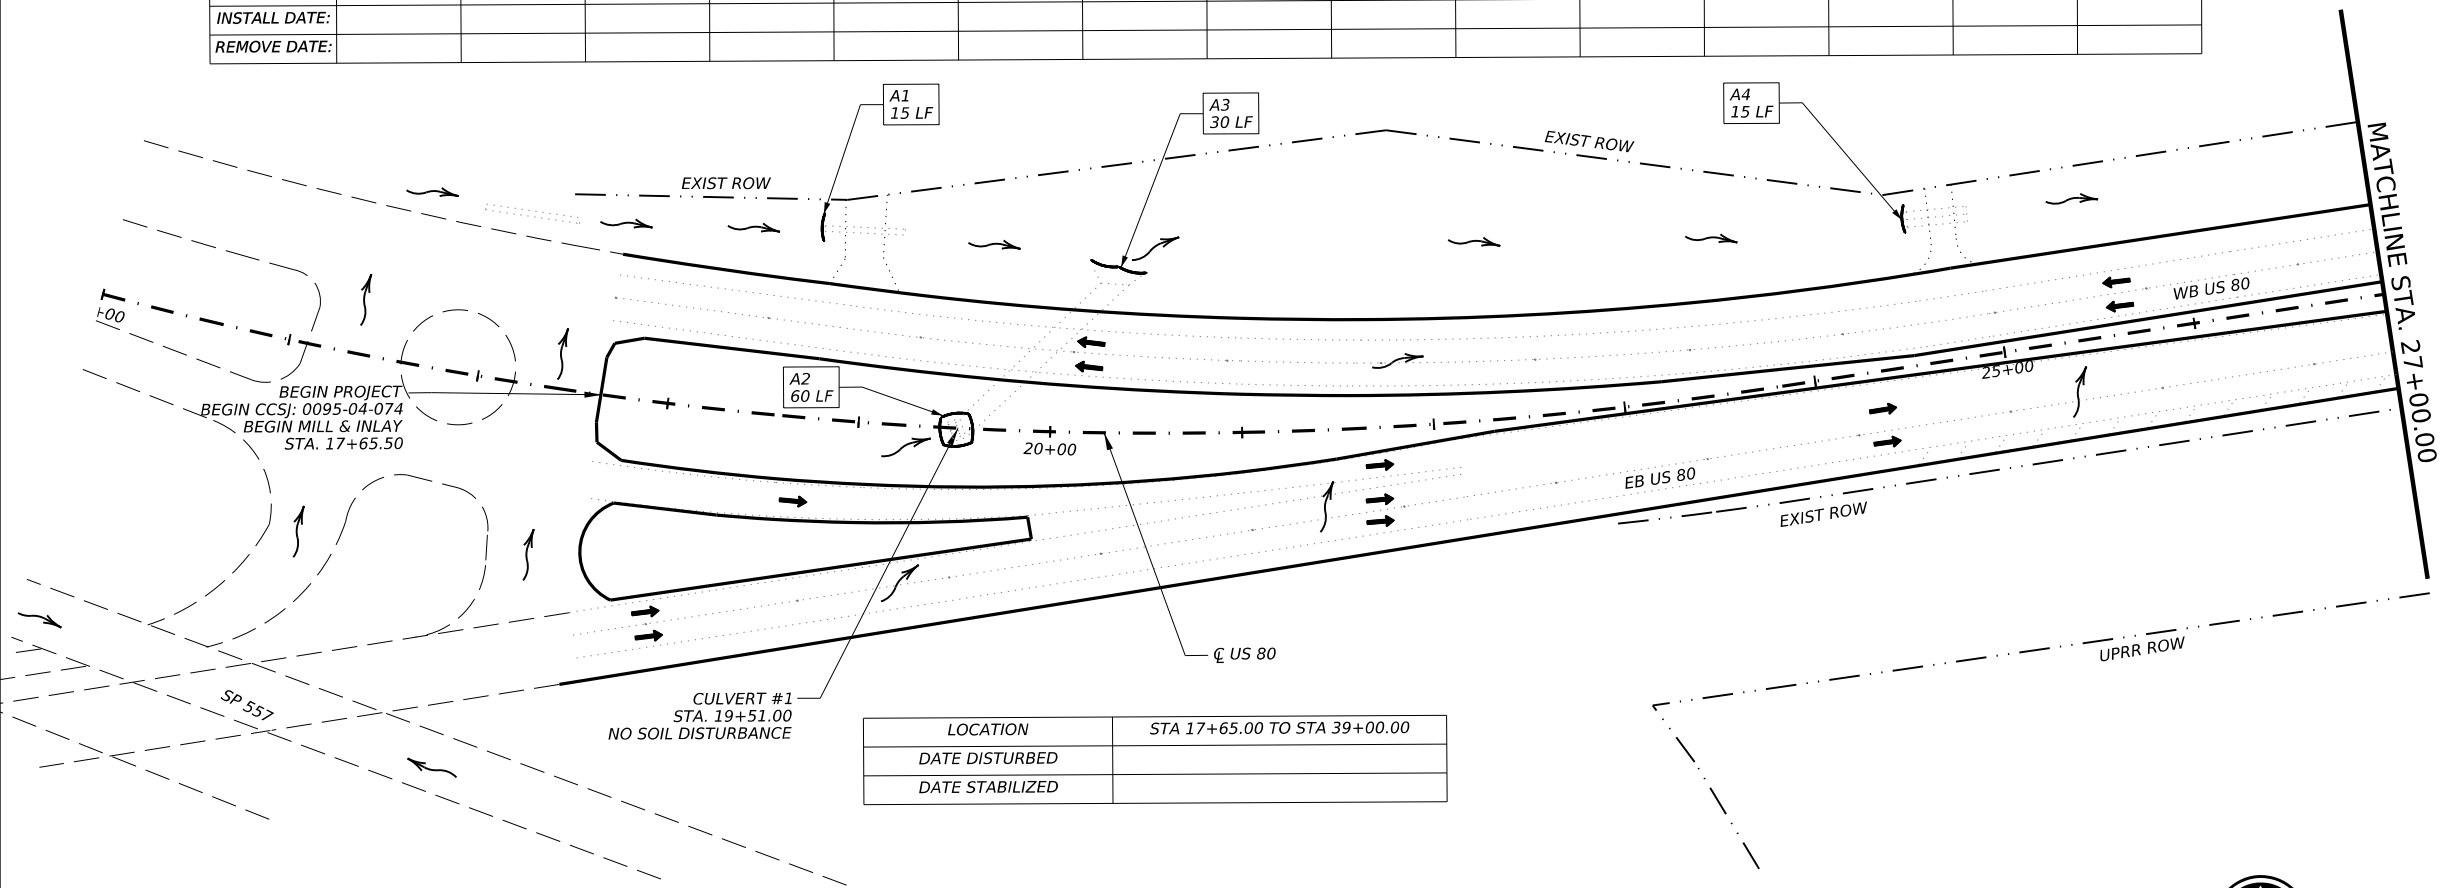 INSTALL DATE:
REMOVE DATE:
A1
15 LF
A3
30 LF
A4
15 LF
EXIST ROW
EXIST ROW
MATCHLINE STA. 27+00.00
WB US 80
+00
A2
60 LF
25+00
BEGIN PROJECT
BEGIN CCSJ: 0095-04-074
BEGIN MILL & INLAY
STA. 17+65.50
20+00
EB US 80
EXIST ROW
℄ US 80
UPRR ROW
SP 557
CULVERT #1
STA. 19+51.00
NO SOIL DISTURBANCE
LOCATION STA 17+65.00 TO STA 39+00.00
DATE DISTURBED
DATE STABILIZED